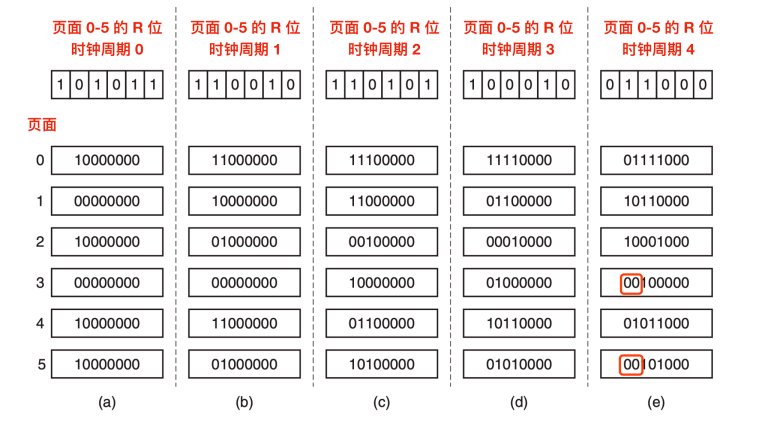 页面 0-5 的 R 位 页面 0-5 的 R 位 页面 0-5 的 R 位 页面 0-5 的 R 位 页面 0-5 的 R 位
时钟周期 0 时钟周期 1 时钟周期 2 时钟周期 3 时钟周期 4
1 0 1 0 1 1 1 1 0 0 1 0 1 1 0 1 0 1 1 0 0 0 1 0 0 1 1 0 0 0
页面
0 10000000 11000000 11100000 11110000 01111000
1 00000000 10000000 11000000 01100000 10110000
2 10000000 01000000 00100000 00010000 10001000
3 00000000 00000000 10000000 01000000 00100000
4 10000000 11000000 01100000 10110000 01011000
5 10000000 01000000 10100000 01010000 00101000
(a) (b) (c) (d) (e)